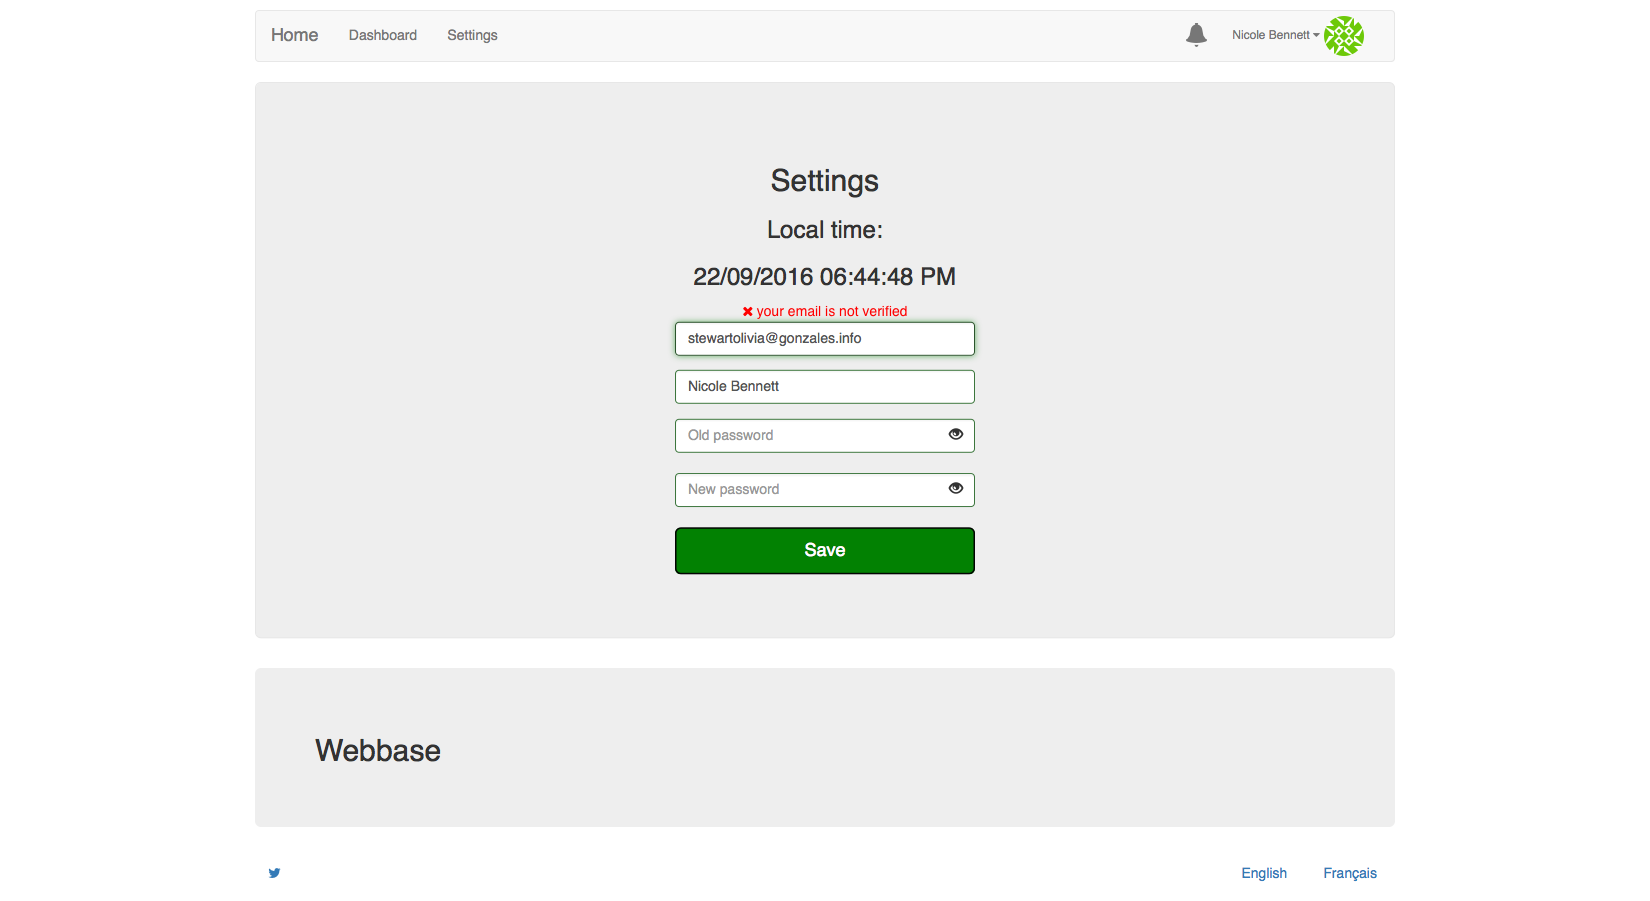 Home Dashboard Settings Nicole Bennett
Settings
Local time:
22/09/2016 06:44:48 PM
your email is not verified
stewartolivia@gonzales.info
Nicole Bennett
Old password
New password
Save
Webbase
English Français